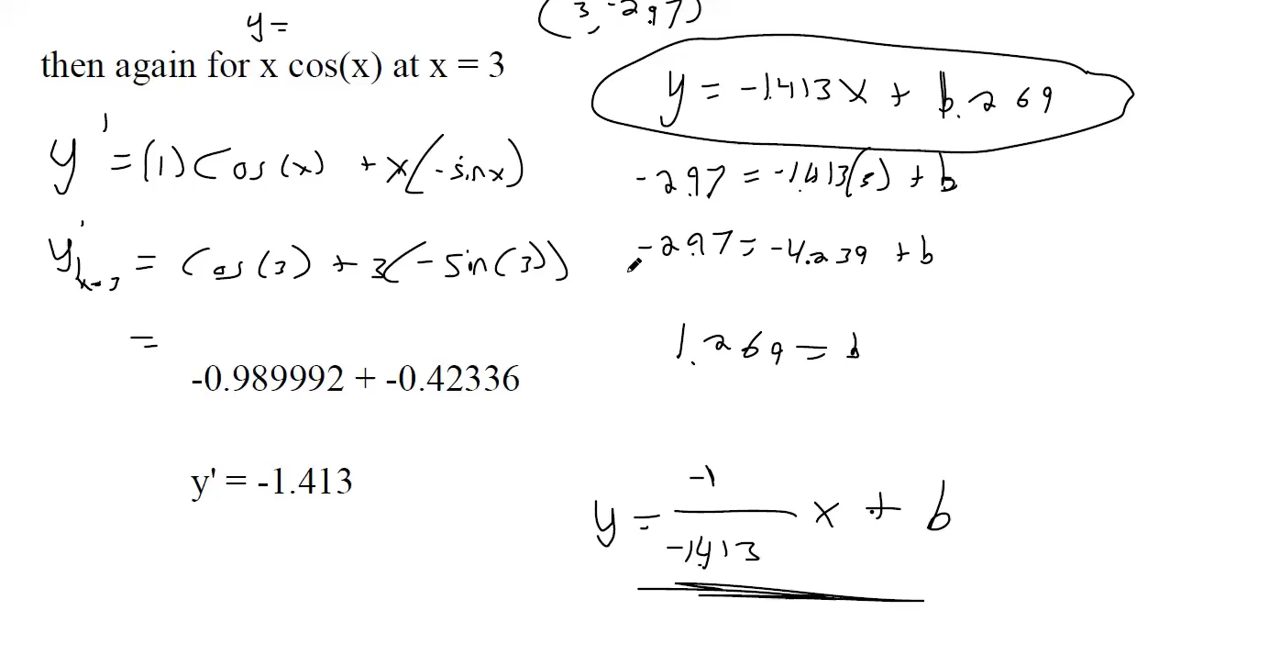 y =
(3, -2.97)
then again for x cos(x) at x = 3
y = -1.413x + b.269
y' = (1) Cos(x) + x(-sinx)
-2.97 = -1.413(3) + b
y'|x=3 = Cos(3) + 3(-sin(3))
-2.97 = -4.239 + b
=
1.269 = b
-0.989992 + -0.42336
y' = -1.413
y = -1/-1.413 x + b